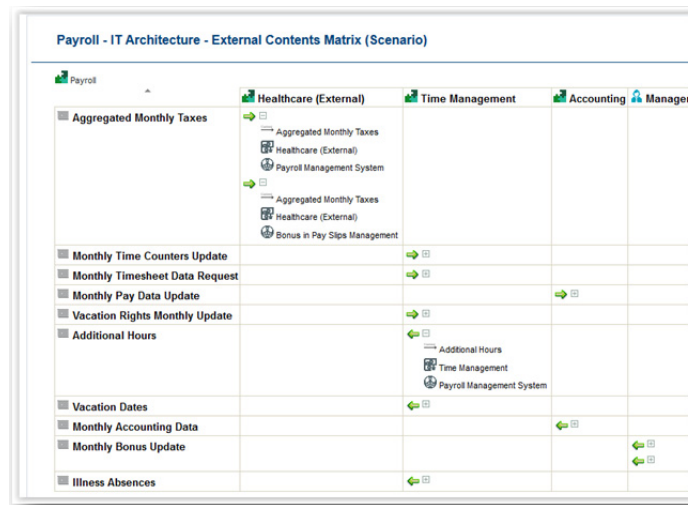 Payroll - IT Architecture - External Contents Matrix (Scenario)
Payroll
Healthcare (External) Time Management Accounting
Aggregated Monthly Taxes
Aggregated Monthly Taxes
Healthcare (External)
Payroll Management System
Aggregated Monthly Taxes
Healthcare (External)
Bonus in Pay Slips Management
Monthly Time Counters Update
Monthly Timesheet Data Request
Monthly Pay Data Update
Vacation Rights Monthly Update
Additional Hours
Additional Hours
Time Management
Payroll Management System
Vacation Dates
Monthly Accounting Data
Monthly Bonus Update
Illness Absences